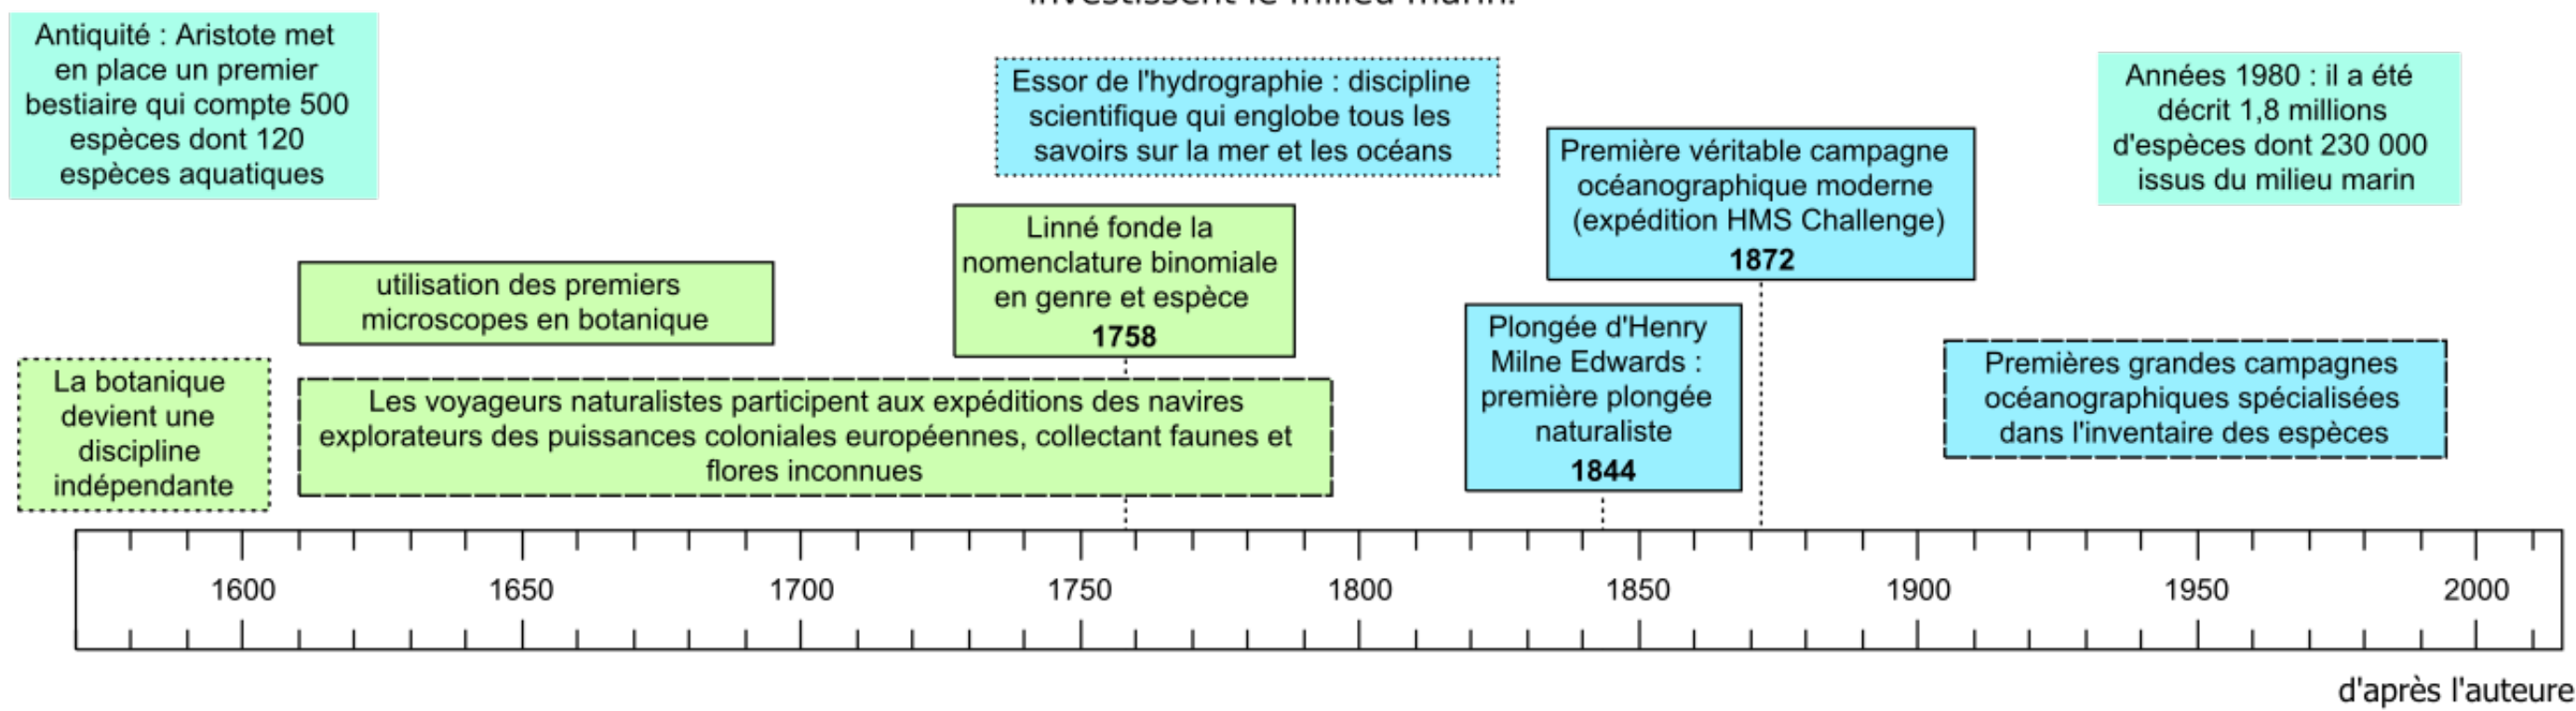 investissent le milieu marin.
Antiquité : Aristote met
en place un premier
bestiaire qui compte 500
espèces dont 120
espèces aquatiques
Essor de l'hydrographie : discipline
scientifique qui englobe tous les
savoirs sur la mer et les océans
Années 1980 : il a été
décrit 1,8 millions
d'espèces dont 230 000
issus du milieu marin
Première véritable campagne
océanographique moderne
(expédition HMS Challenge)
1872
Linné fonde la
nomenclature binomiale
en genre et espèce
1758
utilisation des premiers
microscopes en botanique
Plongée d'Henry
Milne Edwards :
première plongée
naturaliste
1844
Premières grandes campagnes
océanographiques spécialisées
dans l'inventaire des espèces
La botanique
devient une
discipline
indépendante
Les voyageurs naturalistes participent aux expéditions des navires
explorateurs des puissances coloniales européennes, collectant faunes et
flores inconnues
1600 1650 1700 1750 1800 1850 1900 1950 2000
d'après l'auteure